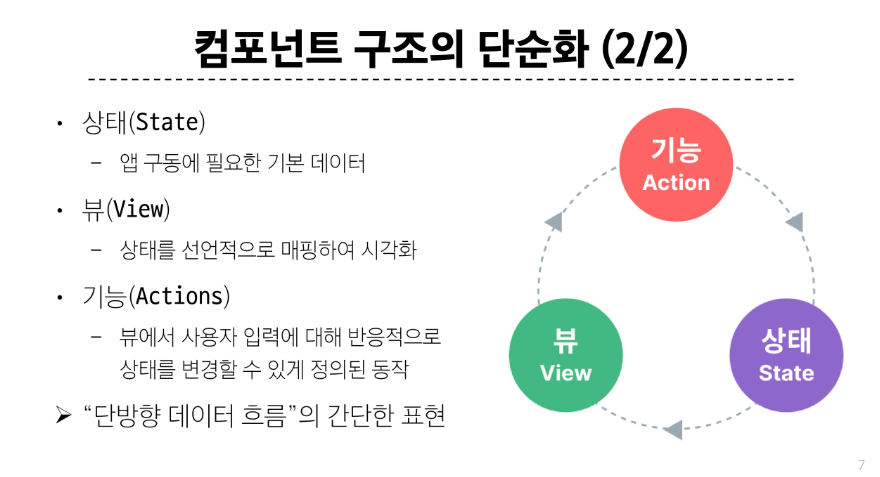 컴포넌트 구조의 단순화 (2/2)
• 상태(State)
– 앱 구동에 필요한 기본 데이터
• 뷰(View)
– 상태를 선언적으로 매핑하여 시각화
• 기능(Actions)
– 뷰에서 사용자 입력에 대해 반응적으로
상태를 변경할 수 있게 정의된 동작
➢ “단방향 데이터 흐름”의 간단한 표현
기능
Action
뷰
View
상태
State
7